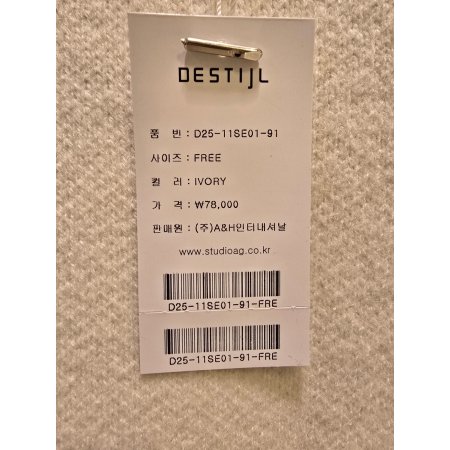 DESTIJL
품 번 : D25-11SE01-91
사이즈 : FREE
컬 러 : IVORY
가 격 : ₩78,000
판매원 : (주)A&H인터내셔날
www.studioag.co.kr
D25-11SE01-91-FRE
D25-11SE01-91-FRE